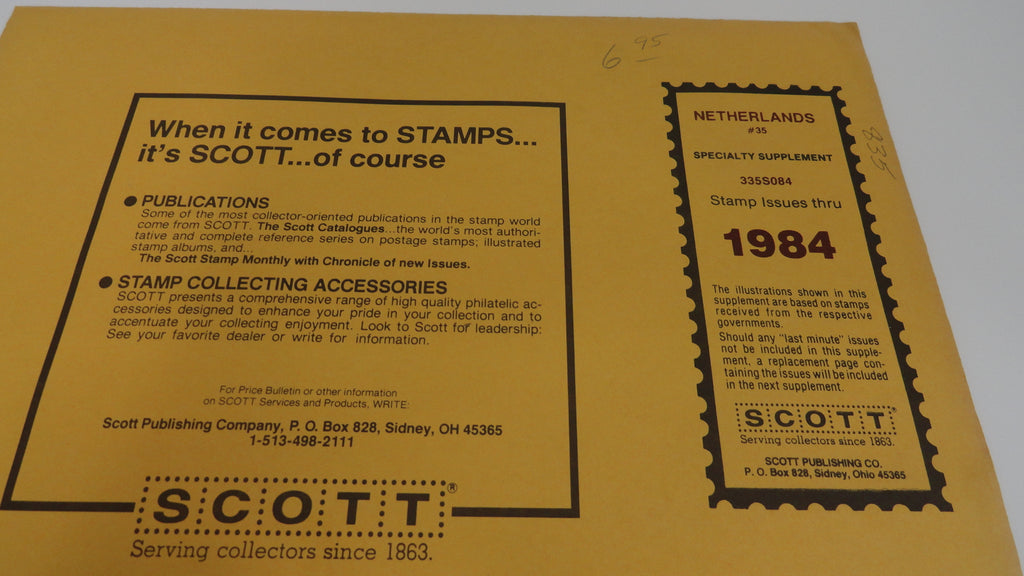 6 95
When it comes to STAMPS...
it's SCOTT...of course
● PUBLICATIONS
Some of the most collector-oriented publications in the stamp world
come from SCOTT. The Scott Catalogues...the world's most authori-
tative and complete reference series on postage stamps; illustrated
stamp albums, and...
The Scott Stamp Monthly with Chronicle of new Issues.
● STAMP COLLECTING ACCESSORIES
SCOTT presents a comprehensive range of high quality philatelic ac-
cessories designed to enhance your pride in your collection and to
accentuate your collecting enjoyment. Look to Scott for leadership:
See your favorite dealer or write for information.
For Price Bulletin or other information
on SCOTT Services and Products, WRITE:
Scott Publishing Company, P. O. Box 828, Sidney, OH 45365
1-513-498-2111
SCOTT®
Serving collectors since 1863.
NETHERLANDS
#35
SPECIALTY SUPPLEMENT
335S084
Stamp Issues thru
1984
The illustrations shown in this
supplement are based on stamps
received from the respective
governments.
Should any "last minute" issues
not be included in this supple-
ment, a replacement page con-
taining the issues will be included
in the next supplement.
SCOTT®
Serving collectors since 1863.
SCOTT PUBLISHING CO.
P. O. Box 828, Sidney, Ohio 45365